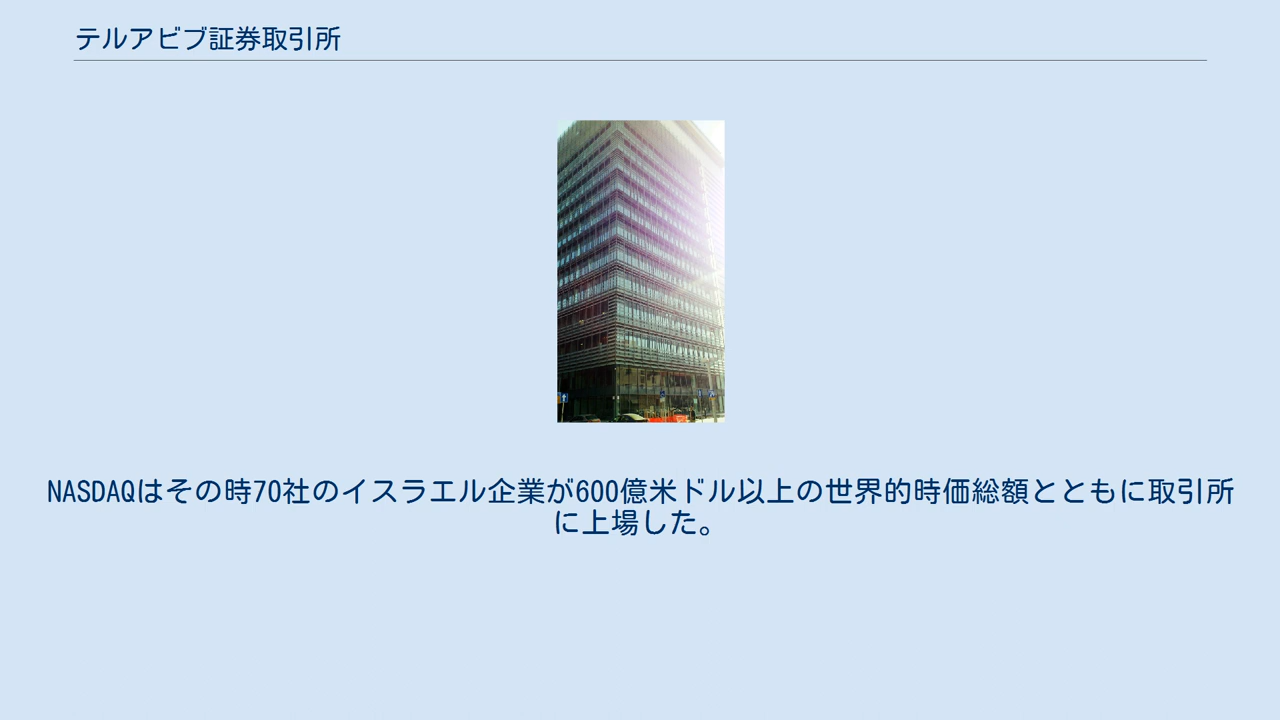 テルアビブ証券取引所
NASDAQはその時70社のイスラエル企業が600億米ドル以上の世界的時価総額とともに取引所
に上場した。